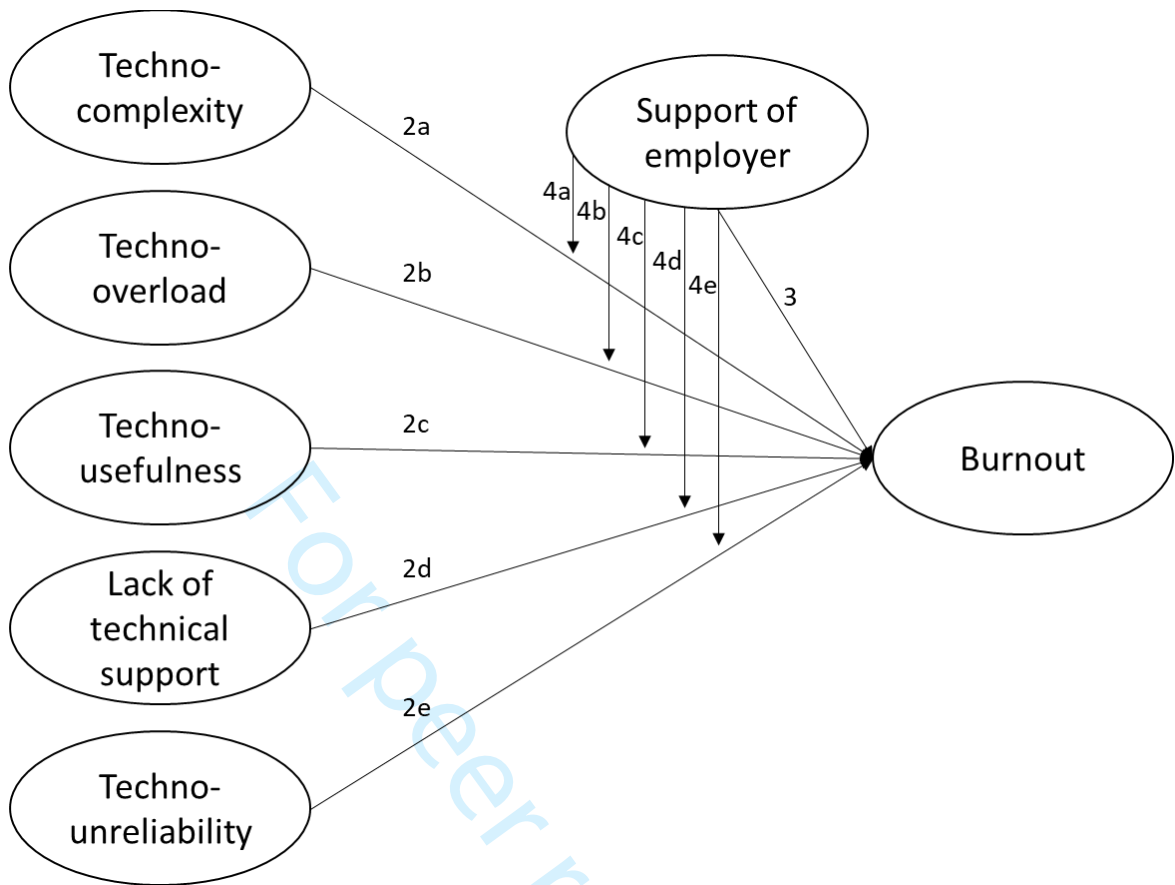 Techno-
complexity
Support of
employer
2a
4a
4b
4c
4d
4e
3
Techno-
overload
2b
Techno-
usefulness
2c
Burnout
Lack of
technical
support
2d
Techno-
unreliability
2e
For peer r